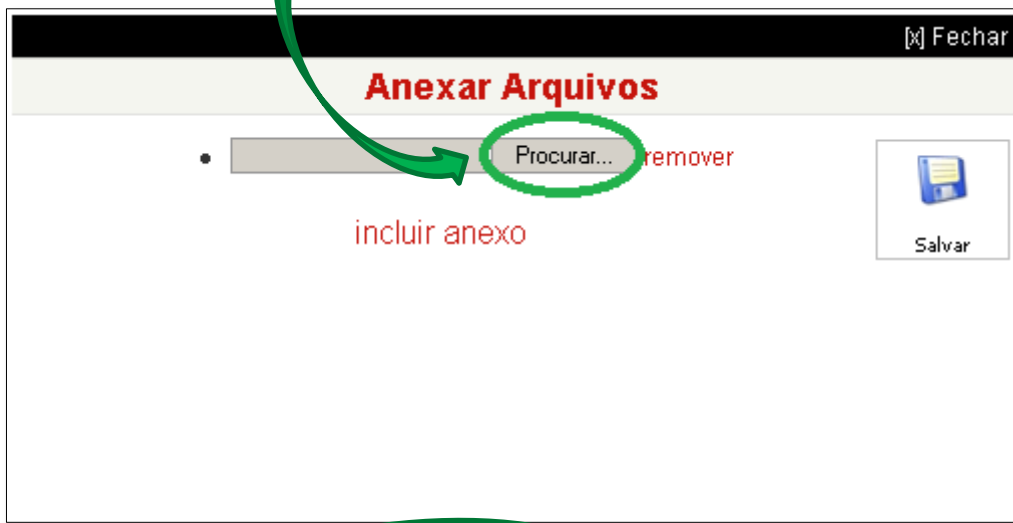 [x] Fechar
Anexar Arquivos
Procurar... remover
incluir anexo
Salvar